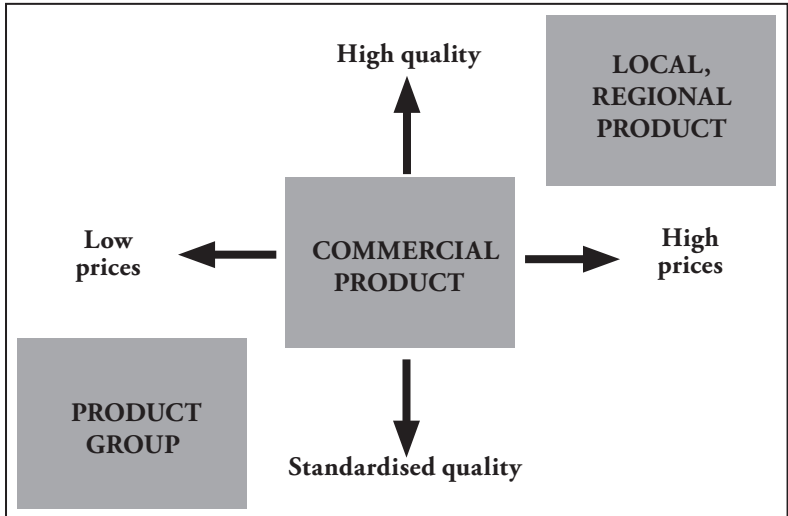 High quality
LOCAL,
REGIONAL
PRODUCT
Low
prices
COMMERCIAL
PRODUCT
High
prices
PRODUCT
GROUP
Standardised quality